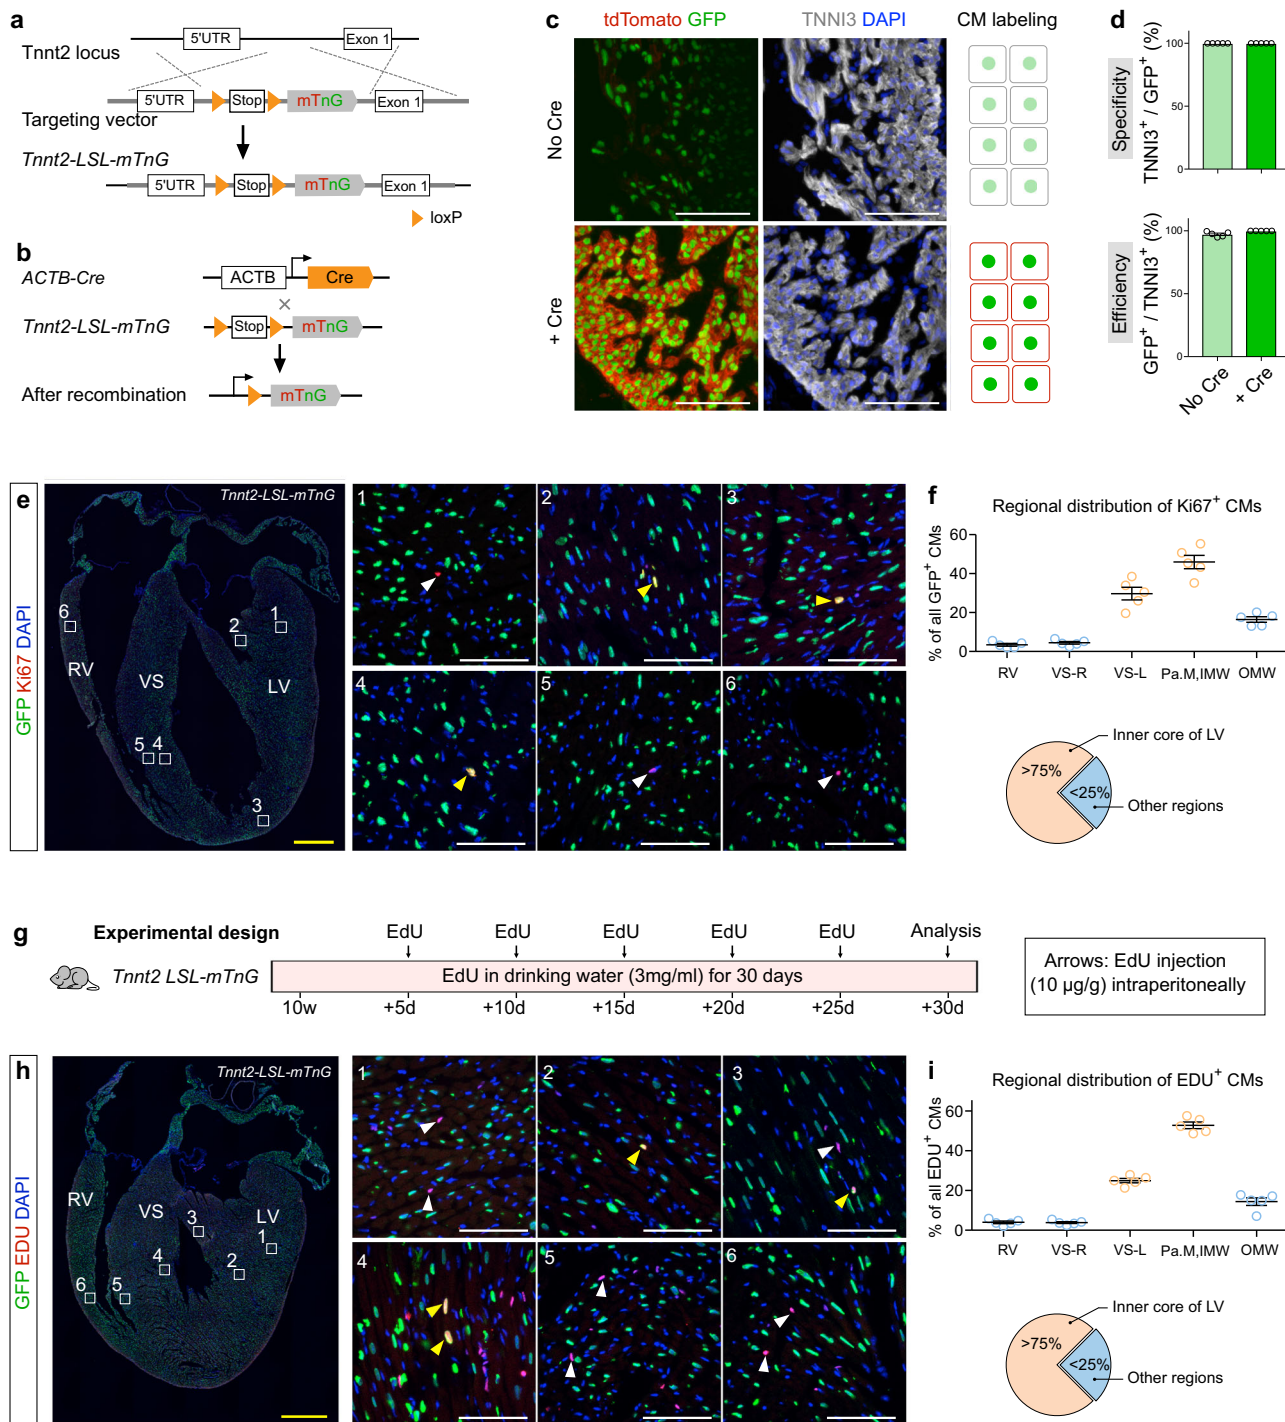 a
Tnnt2 locus
5'UTR
Exon 1
5'UTR
Stop
mTnG
Exon 1
Targeting vector
Tnnt2-LSL-mTnG
5'UTR
Stop
mTnG
Exon 1
loxP
b
ACTB-Cre
ACTB
Cre
×
Tnnt2-LSL-mTnG
Stop
mTnG
After recombination
mTnG
c
tdTomato GFP
TNNI3 DAPI
CM labeling
No Cre
+ Cre
d
Specificity
TNNI3+ / GFP+ (%)
100
50
0
Efficiency
GFP+ / TNNI3+ (%)
100
50
0
No Cre
+ Cre
e
GFP Ki67 DAPI
Tnnt2-LSL-mTnG
6
1
2
RV
VS
LV
5
4
3
1
2
3
4
5
6
f
Regional distribution of Ki67+ CMs
% of all GFP+ CMs
60
40
20
0
RV
VS-R
VS-L
Pa.M,IMW
OMW
Inner core of LV
>75%
<25%
Other regions
g
Experimental design
EdU
EdU
EdU
EdU
EdU
Analysis
Tnnt2 LSL-mTnG
EdU in drinking water (3mg/ml) for 30 days
10w
+5d
+10d
+15d
+20d
+25d
+30d
Arrows: EdU injection
(10 µg/g) intraperitoneally
h
GFP EDU DAPI
Tnnt2-LSL-mTnG
RV
VS
LV
3
1
4
2
6
5
1
2
3
4
5
6
i
Regional distribution of EDU+ CMs
% of all EDU+ CMs
60
40
20
0
RV
VS-R
VS-L
Pa.M,IMW
OMW
Inner core of LV
>75%
<25%
Other regions